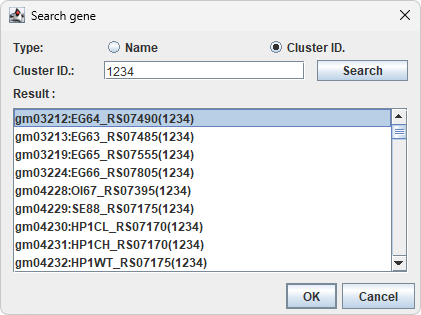 Search gene
Type: Name Cluster ID.
Cluster ID.: 1234 Search
Result :
gm03212:EG64_RS07490(1234)
gm03213:EG63_RS07485(1234)
gm03219:EG65_RS07555(1234)
gm03224:EG66_RS07805(1234)
gm04228:OI67_RS07395(1234)
gm04229:SE88_RS07175(1234)
gm04230:HP1CL_RS07170(1234)
gm04231:HP1CH_RS07170(1234)
gm04232:HP1WT_RS07175(1234)
OK Cancel